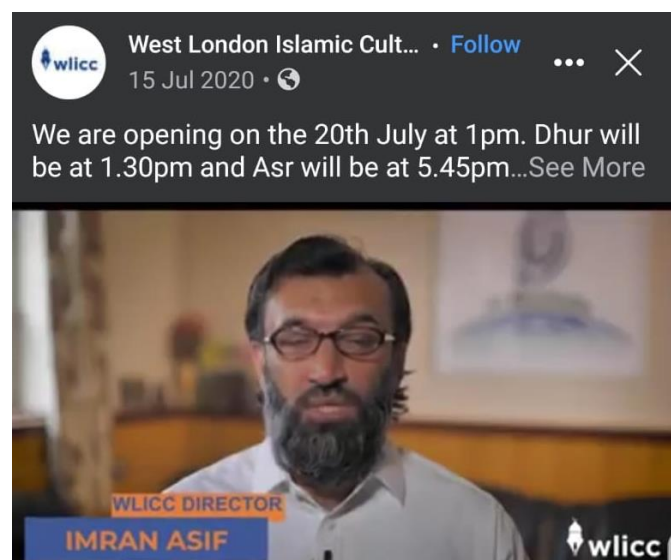 wlicc
West London Islamic Cult... • Follow
15 Jul 2020 •
We are opening on the 20th July at 1pm. Dhur will
be at 1.30pm and Asr will be at 5.45pm...See More
WLICC DIRECTOR
IMRAN ASIF
wlicc